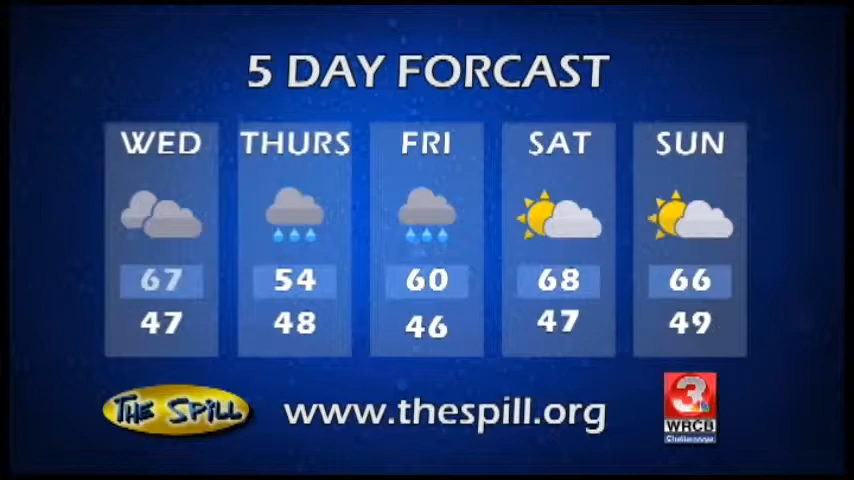 5 DAY FORCAST
WED THURS FRI SAT SUN
67 54 60 68 66
47 48 46 47 49
THE SPILL www.thespill.org 3
WRCB
Chattanooga